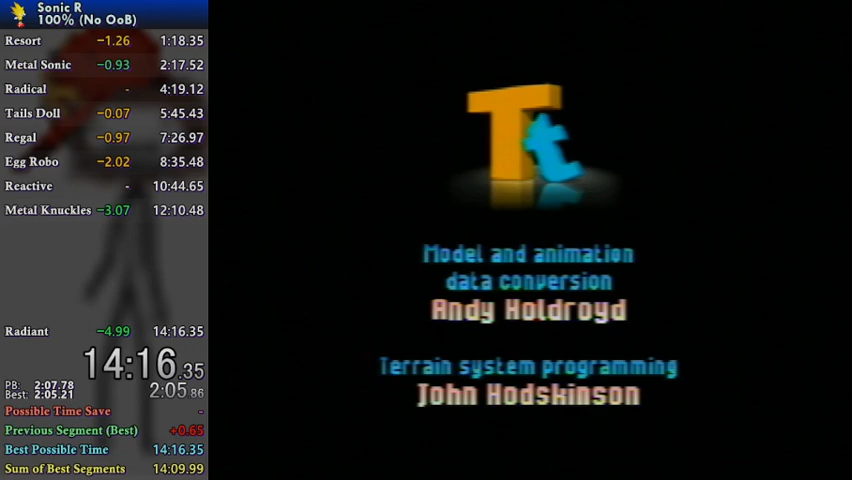 Sonic R
100% (No OoB)
Resort −1.26 1:18.35
Metal Sonic −0.93 2:17.52
Radical - 4:19.12
Tails Doll −0.07 5:45.43
Regal −0.97 7:26.97
Egg Robo −2.02 8:35.48
Reactive - 10:44.65
Metal Knuckles −3.07 12:10.48
Radiant −4.99 14:16.35
14:16.35
PB: 2:07.78
Best: 2:05.21
2:05.86
Possible Time Save -
Previous Segment (Best) +0.65
Best Possible Time 14:16.35
Sum of Best Segments 14:09.99
Tt
Model and animation
data conversion
Andy Holdroyd
Terrain system programming
John Hodskinson